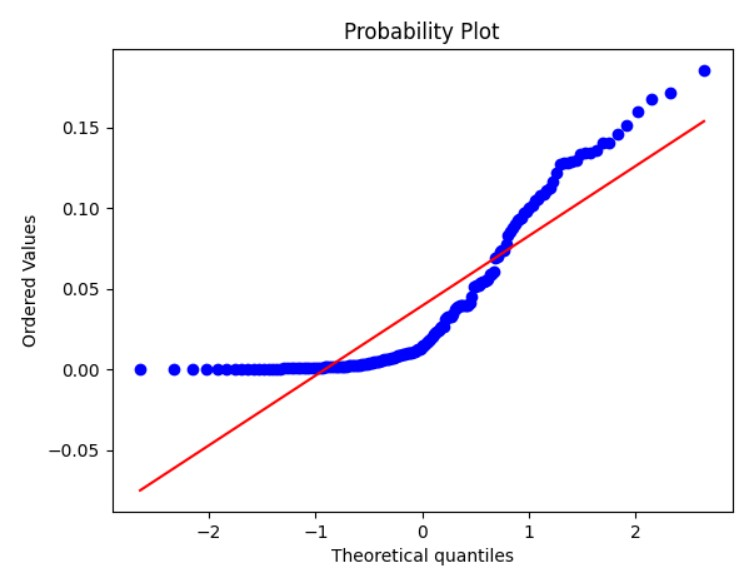 Probability Plot
Ordered Values
0.15
0.10
0.05
0.00
−0.05
−2 −1 0 1 2
Theoretical quantiles